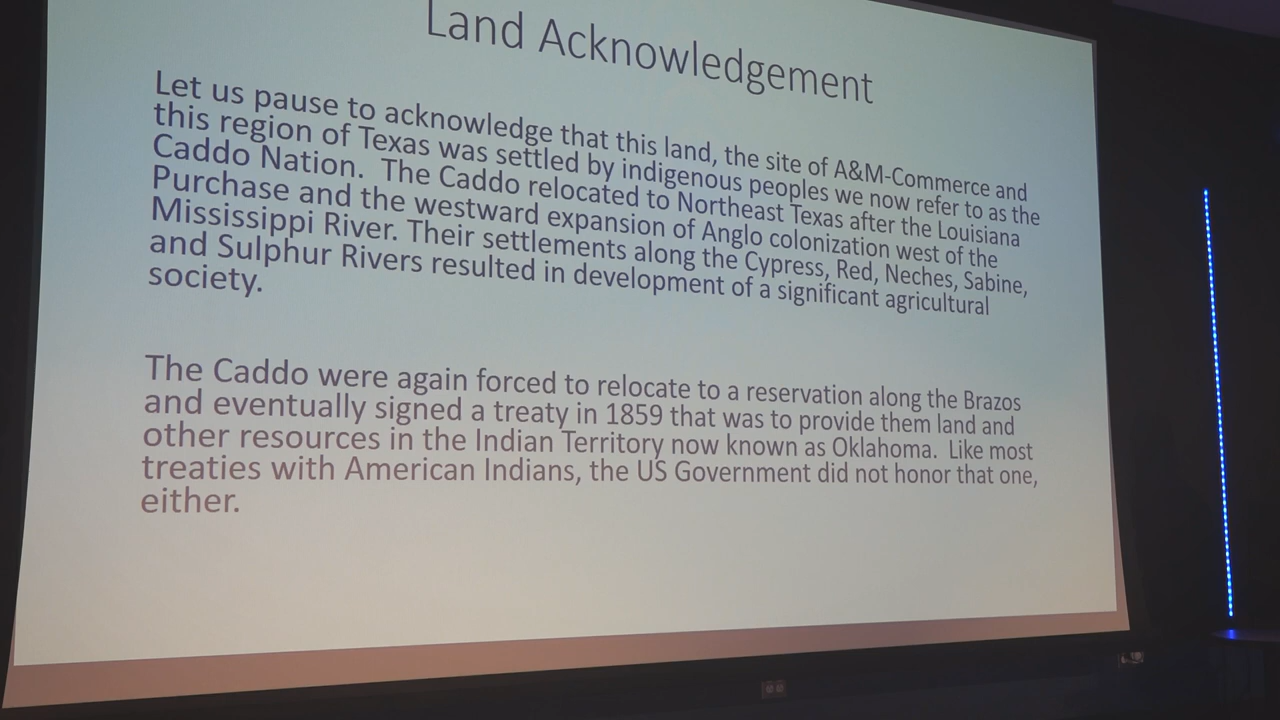 Land Acknowledgement
Let us pause to acknowledge that this land, the site of A&M-Commerce and
this region of Texas was settled by indigenous peoples we now refer to as the
Caddo Nation.  The Caddo relocated to Northeast Texas after the Louisiana
Purchase and the westward expansion of Anglo colonization west of the
Mississippi River. Their settlements along the Cypress, Red, Neches, Sabine,
and Sulphur Rivers resulted in development of a significant agricultural
society.
The Caddo were again forced to relocate to a reservation along the Brazos
and eventually signed a treaty in 1859 that was to provide them land and
other resources in the Indian Territory now known as Oklahoma.  Like most
treaties with American Indians, the US Government did not honor that one,
either.